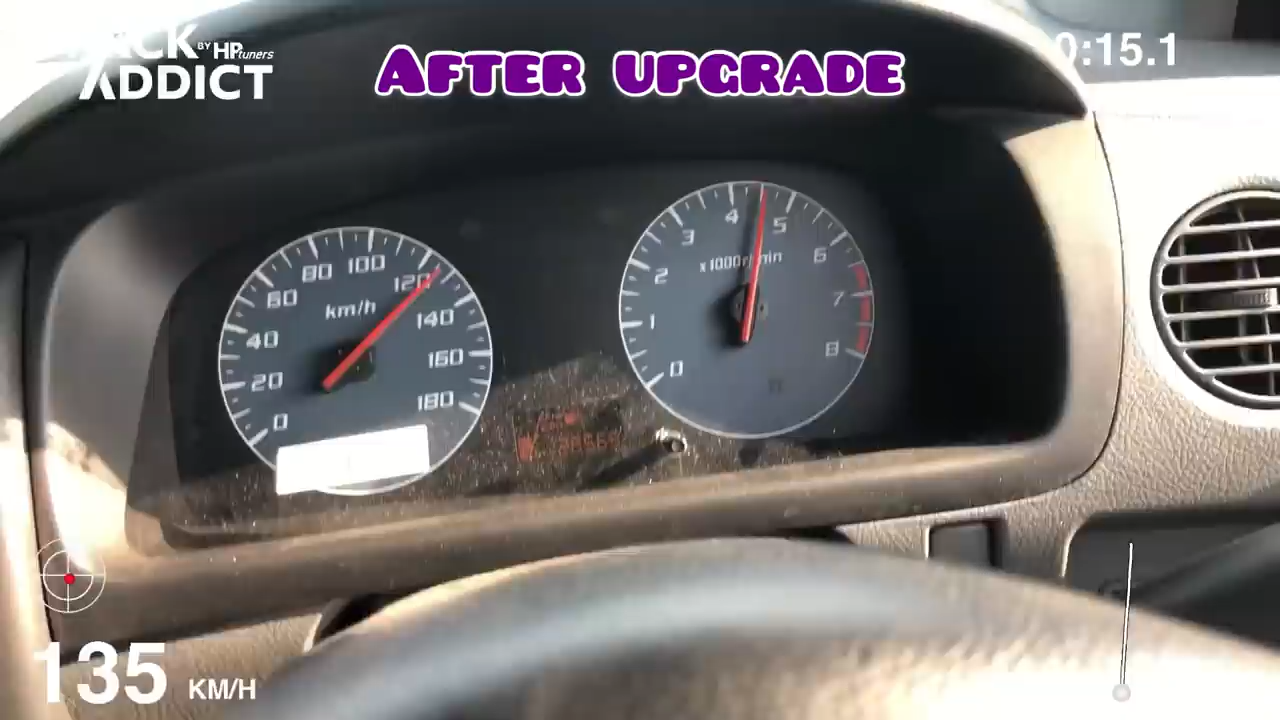 ACK BY HP tuners
ADDICT
AFTER UPGRADE
0:15.1
0 20 40 60 80 100 120 140 160 180
km/h
0 1 2 3 4 5 6 7 8
x1000r/min
135 KM/H